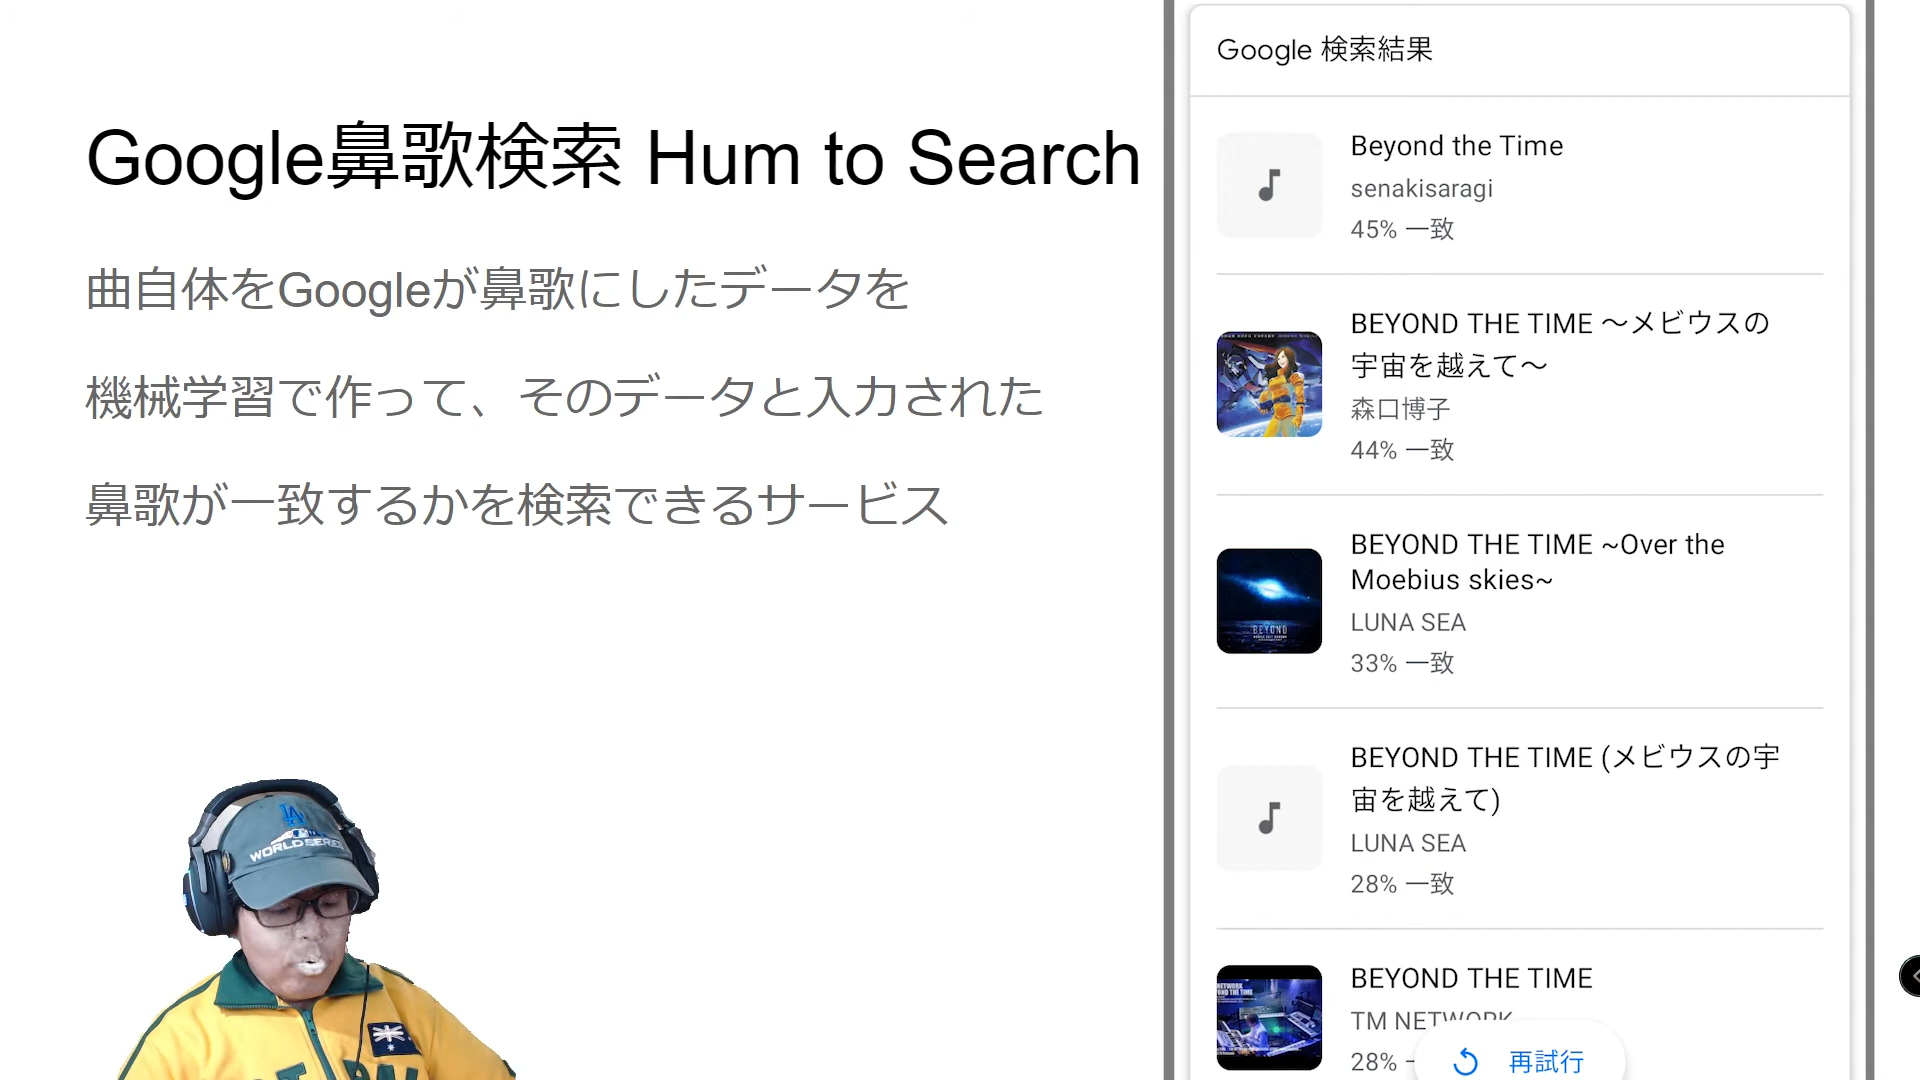 Google鼻歌検索 Hum to Search
曲自体をGoogleが鼻歌にしたデータを
機械学習で作って、そのデータと入力された
鼻歌が一致するかを検索できるサービス
LA
WORLD SERIES
Google 検索結果
Beyond the Time
senakisaragi
45% 一致
BEYOND THE TIME ～メビウスの
宇宙を越えて～
森口博子
44% 一致
BEYOND THE TIME ~Over the
Moebius skies~
LUNA SEA
33% 一致
BEYOND
BEYOND THE TIME (メビウスの宇
宙を越えて)
LUNA SEA
28% 一致
BEYOND THE TIME
TM NETWORK
28%
再試行